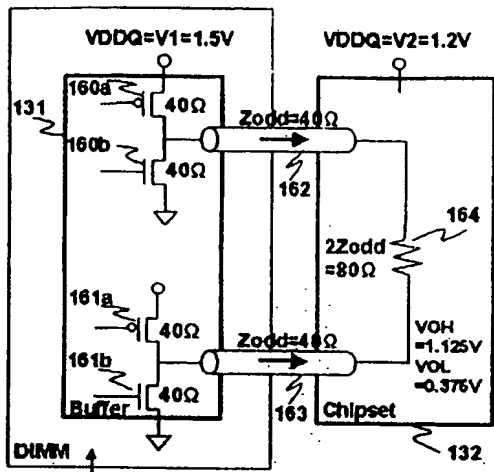 VDDQ=V1=1.5V
VDDQ=V2=1.2V
160a
131
40Ω
Zodd=40Ω
160b
40Ω
162
164
2Zodd
=80Ω
161a
40Ω
Zodd=40Ω
VOH
=1.125V
VOL
=0.375V
161b
40Ω
163
Buffer
Chipset
DIMM
132